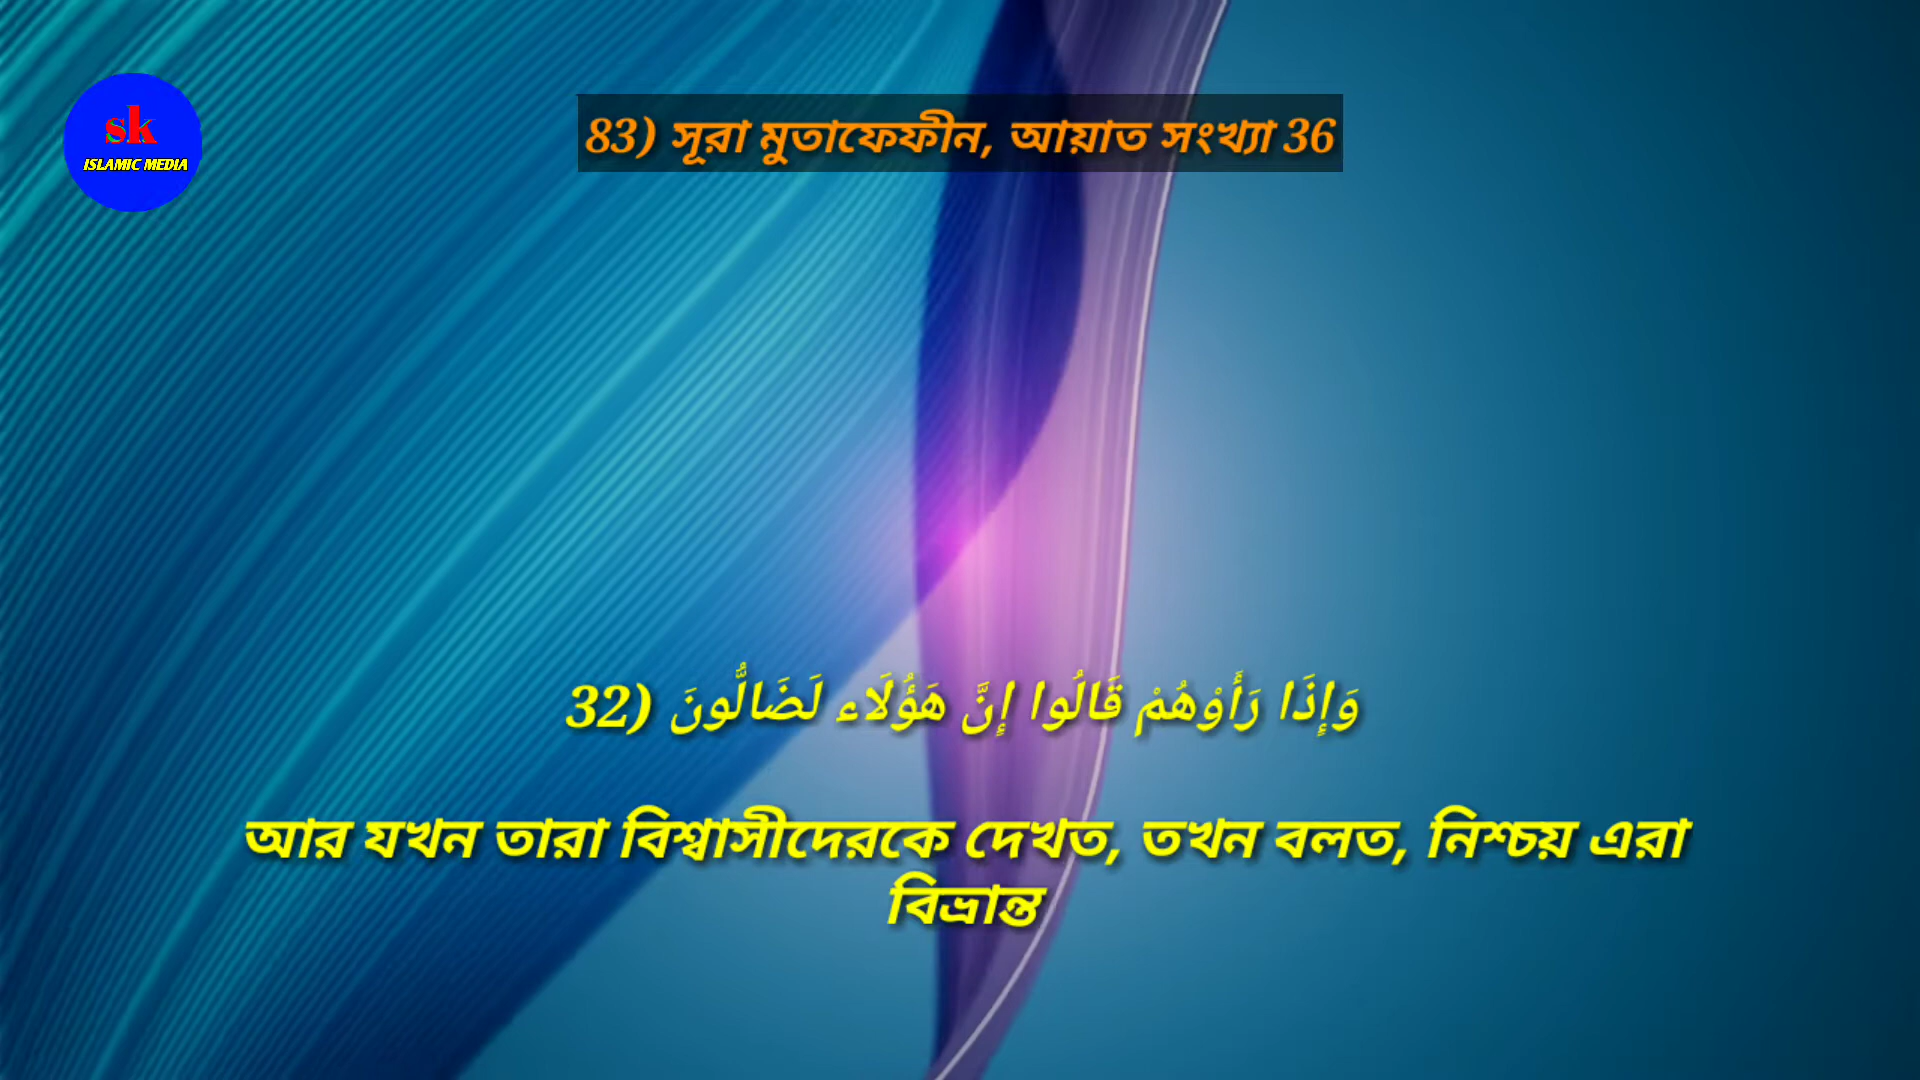 sk
ISLAMIC MEDIA
83) সূরা মুতাফেফীন, আয়াত সংখ্যা 36
وَإِذَا رَأَوْهُمْ قَالُوا إِنَّ هَؤُلَاء لَضَالُّونَ (32
আর যখন তারা বিশ্বাসীদেরকে দেখত, তখন বলত, নিশ্চয় এরা
বিভ্রান্ত